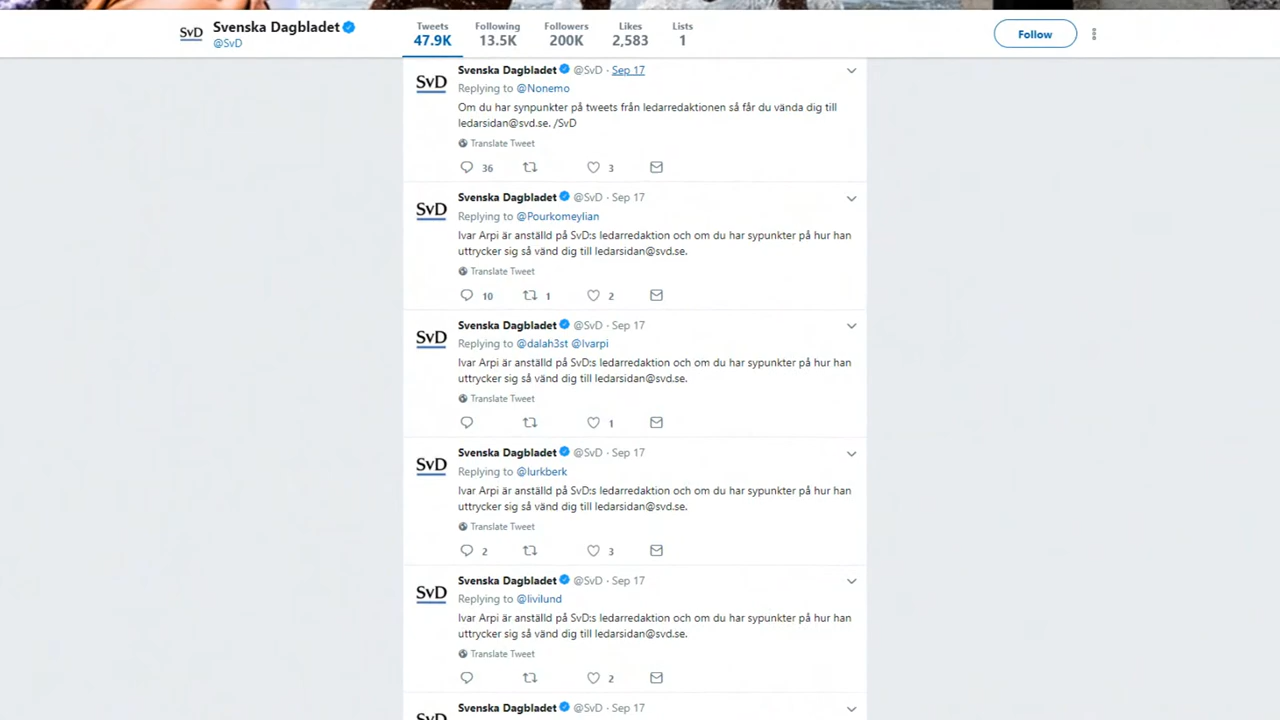 SvD
Svenska Dagbladet
@SvD
Tweets
47.9K
Following
13.5K
Followers
200K
Likes
2,583
Lists
1
Follow
SvD
Svenska Dagbladet @SvD · Sep 17
Replying to @Nonemo
Om du har synpunkter på tweets från ledarredaktionen så får du vända dig till
ledarsidan@svd.se. /SvD
Translate Tweet
36 3
SvD
Svenska Dagbladet @SvD · Sep 17
Replying to @Pourkomeylian
Ivar Arpi är anställd på SvD:s ledarredaktion och om du har sypunkter på hur han
uttrycker sig så vänd dig till ledarsidan@svd.se.
Translate Tweet
10 1 2
SvD
Svenska Dagbladet @SvD · Sep 17
Replying to @dalah3st @Ivarpi
Ivar Arpi är anställd på SvD:s ledarredaktion och om du har sypunkter på hur han
uttrycker sig så vänd dig till ledarsidan@svd.se.
Translate Tweet
1
SvD
Svenska Dagbladet @SvD · Sep 17
Replying to @lurkberk
Ivar Arpi är anställd på SvD:s ledarredaktion och om du har sypunkter på hur han
uttrycker sig så vänd dig till ledarsidan@svd.se.
Translate Tweet
2 3
SvD
Svenska Dagbladet @SvD · Sep 17
Replying to @livilund
Ivar Arpi är anställd på SvD:s ledarredaktion och om du har sypunkter på hur han
uttrycker sig så vänd dig till ledarsidan@svd.se.
Translate Tweet
2
SvD
Svenska Dagbladet @SvD · Sep 17